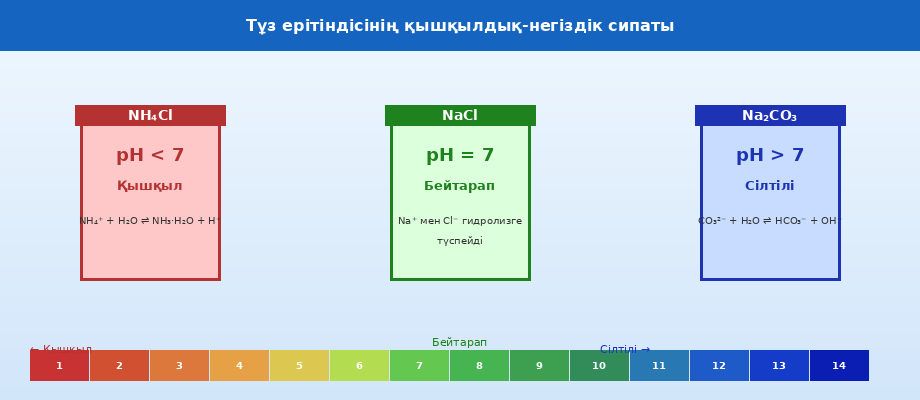 Тұз ерітіндісінің қышқылдық-негіздік сипаты
NH₄Cl
pH < 7
Қышқыл
NH₄⁺ + H₂O ⇌ NH₃·H₂O + H⁺
NaCl
pH = 7
Бейтарап
Na⁺ мен Cl⁻ гидролизге
түспейді
Na₂CO₃
pH > 7
Сілтілі
CO₃²⁻ + H₂O ⇌ HCO₃⁻ + OH⁻
← Қышқыл
Бейтарап
Сілтілі →
1 2 3 4 5 6 7 8 9 10 11 12 13 14